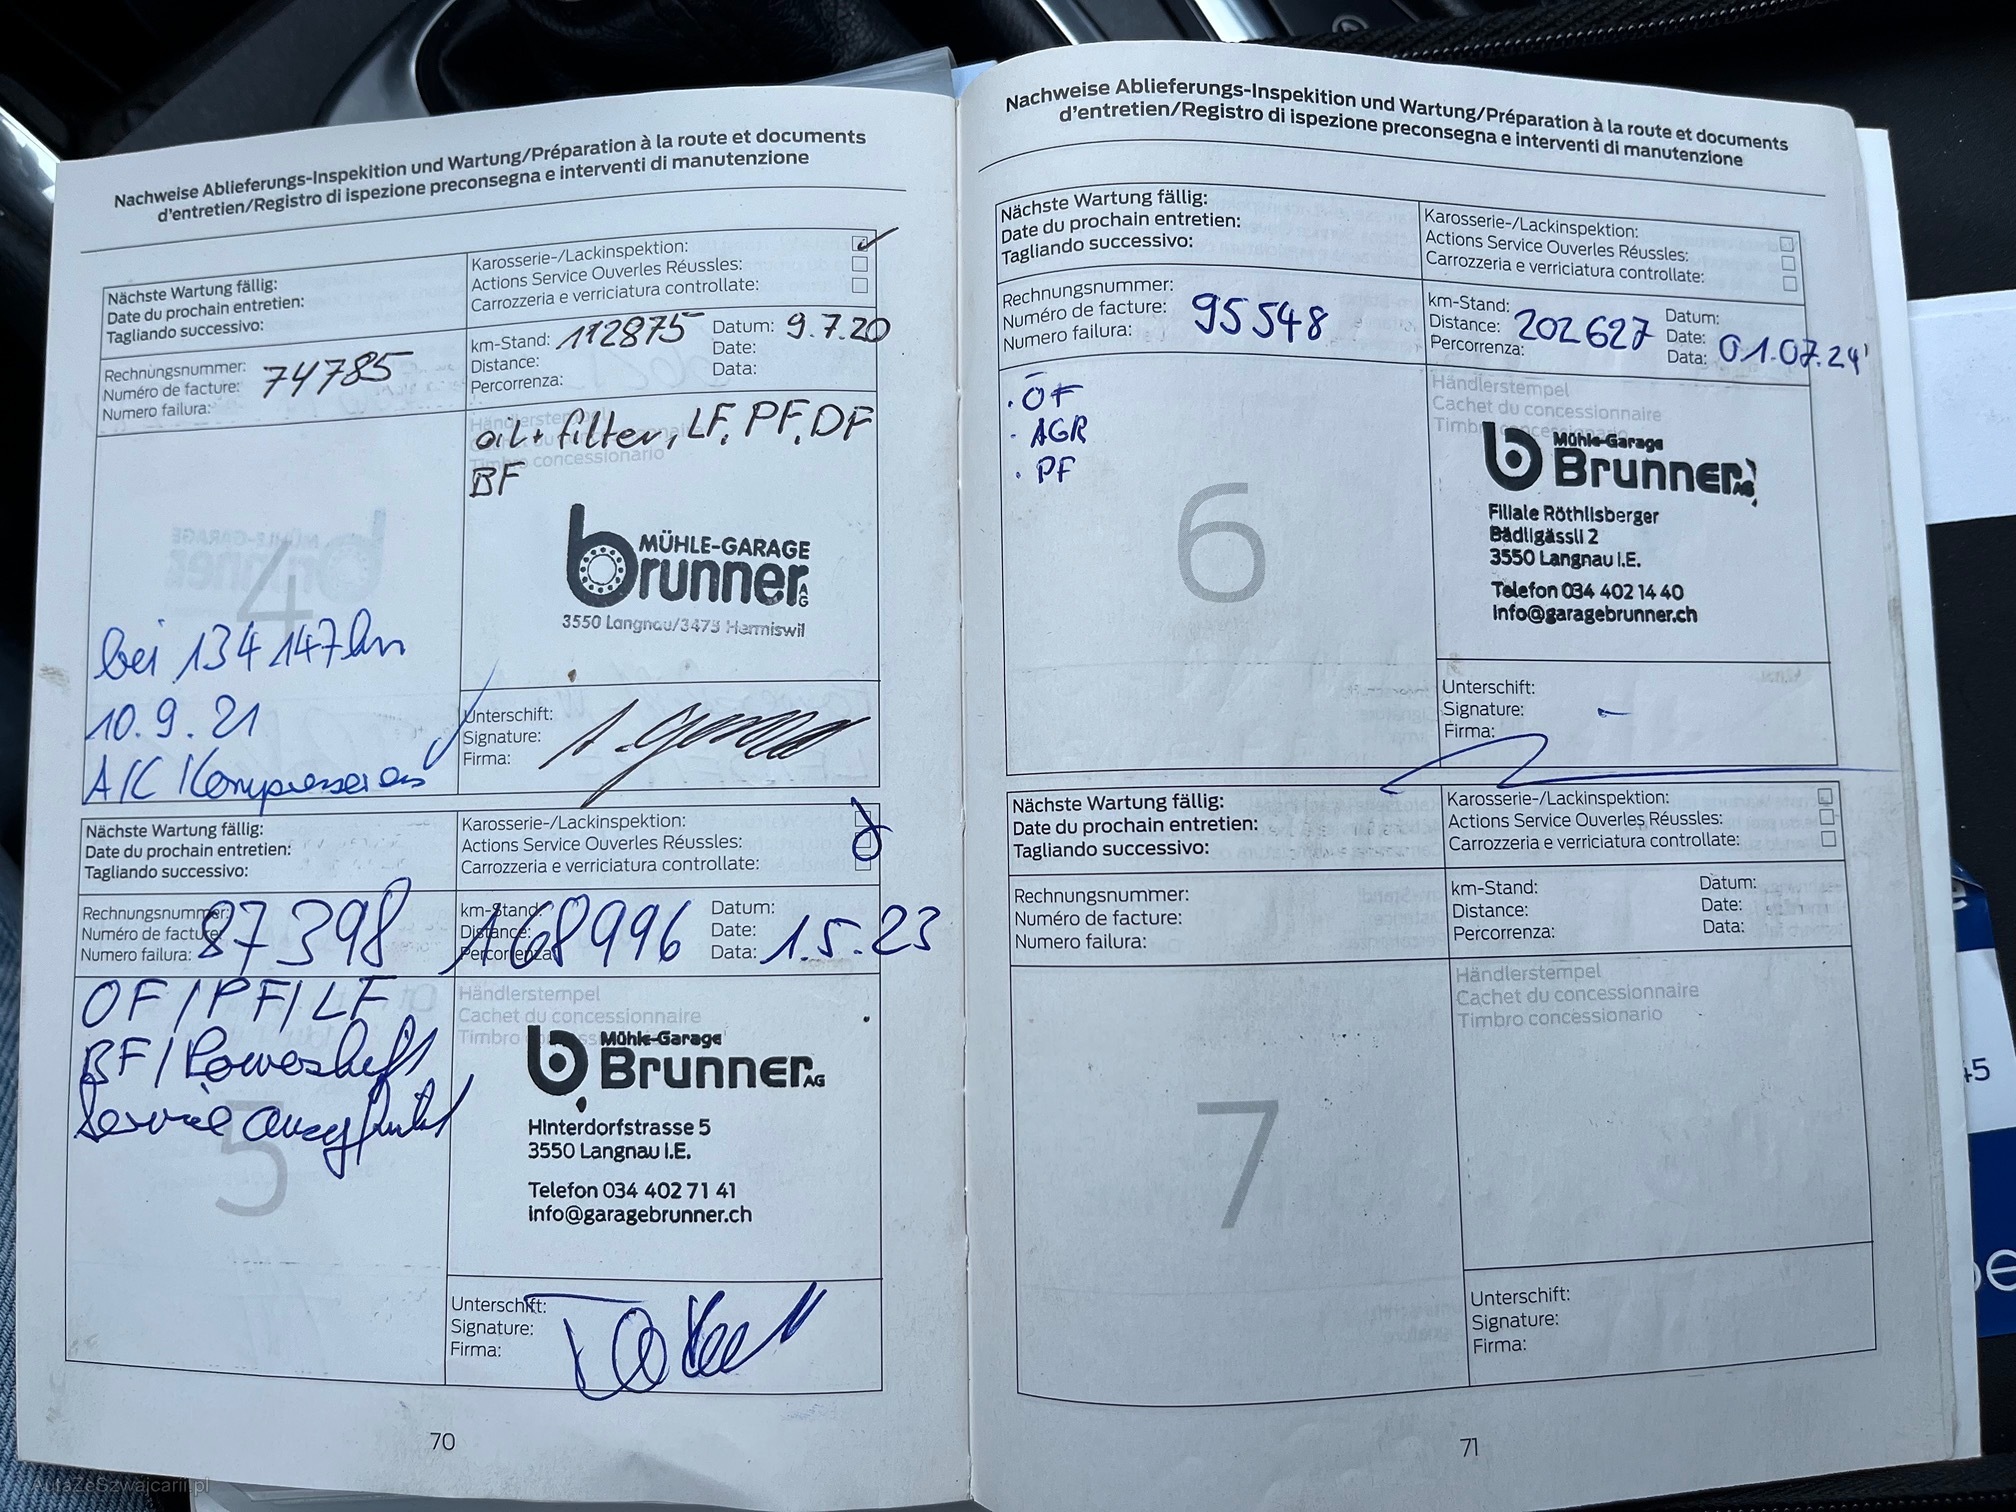 Nachweise Ablieferungs-Inspekition und Wartung/Préparation à la route et documents
d'entretien/Registro di ispezione preconsegna e interventi di manutenzione
Nächste Wartung fällig:
Date du prochain entretien:
Tagliando successivo:
Karosserie-/Lackinspektion:
Actions Service Ouverles Réussles:
Carrozzeria e verriciatura controllate:
Rechnungsnummer:
Numéro de facture:
Numero failura:
74785
km-Stand:
Distance:
Percorrenza:
112875
Datum:
Date:
Data:
9.7.20
Händlerstempel
Timbro concessionario
oil + filter, LF, PF, DF
BF
MÜHLE-GARAGE
brunner AG
3550 Langnau/3475 Hermiswil
4
bei 134147km
10.9.21
A/C Kompressor
Unterschift:
Signature:
Firma:
Nächste Wartung fällig:
Date du prochain entretien:
Tagliando successivo:
Karosserie-/Lackinspektion:
Actions Service Ouverles Réussles:
Carrozzeria e verriciatura controllate:
Rechnungsnummer:
Numéro de facture:
Numero failura:
87398
km-Stand:
Distance:
Percorrenza:
168996
Datum:
Date:
Data:
1.5.23
OF/PF/LF
BF/Powershift
Service ausgeführt
5
Händlerstempel
Cachet du concessionnaire
Timbro
Mühle-Garage
Brunner AG
Hinterdorfstrasse 5
3550 Langnau i.E.
Telefon 034 402 71 41
info@garagebrunner.ch
Unterschift:
Signature:
Firma:
70
Nachweise Ablieferungs-Inspekition und Wartung/Préparation à la route et documents
d'entretien/Registro di ispezione preconsegna e interventi di manutenzione
Nächste Wartung fällig:
Date du prochain entretien:
Tagliando successivo:
Karosserie-/Lackinspektion:
Actions Service Ouverles Réussles:
Carrozzeria e verriciatura controllate:
Rechnungsnummer:
Numéro de facture:
Numero failura:
95548
km-Stand:
Distance:
Percorrenza:
202627
Datum:
Date:
Data:
01.07.24
· ÖF
· AGR
· PF
6
Händlerstempel
Cachet du concessionnaire
Timbro concessionario
Mühle-Garage
Brunner AG
Filiale Röthlisberger
Bädligässli 2
3550 Langnau i.E.
Telefon 034 402 14 40
info@garagebrunner.ch
Unterschift:
Signature:
Firma:
Nächste Wartung fällig:
Date du prochain entretien:
Tagliando successivo:
Karosserie-/Lackinspektion:
Actions Service Ouverles Réussles:
Carrozzeria e verriciatura controllate:
Rechnungsnummer:
Numéro de facture:
Numero failura:
km-Stand:
Distance:
Percorrenza:
Datum:
Date:
Data:
7
Händlerstempel
Cachet du concessionnaire
Timbro concessionario
Unterschift:
Signature:
Firma:
71
45
AutaZeSzwajcarii.pl